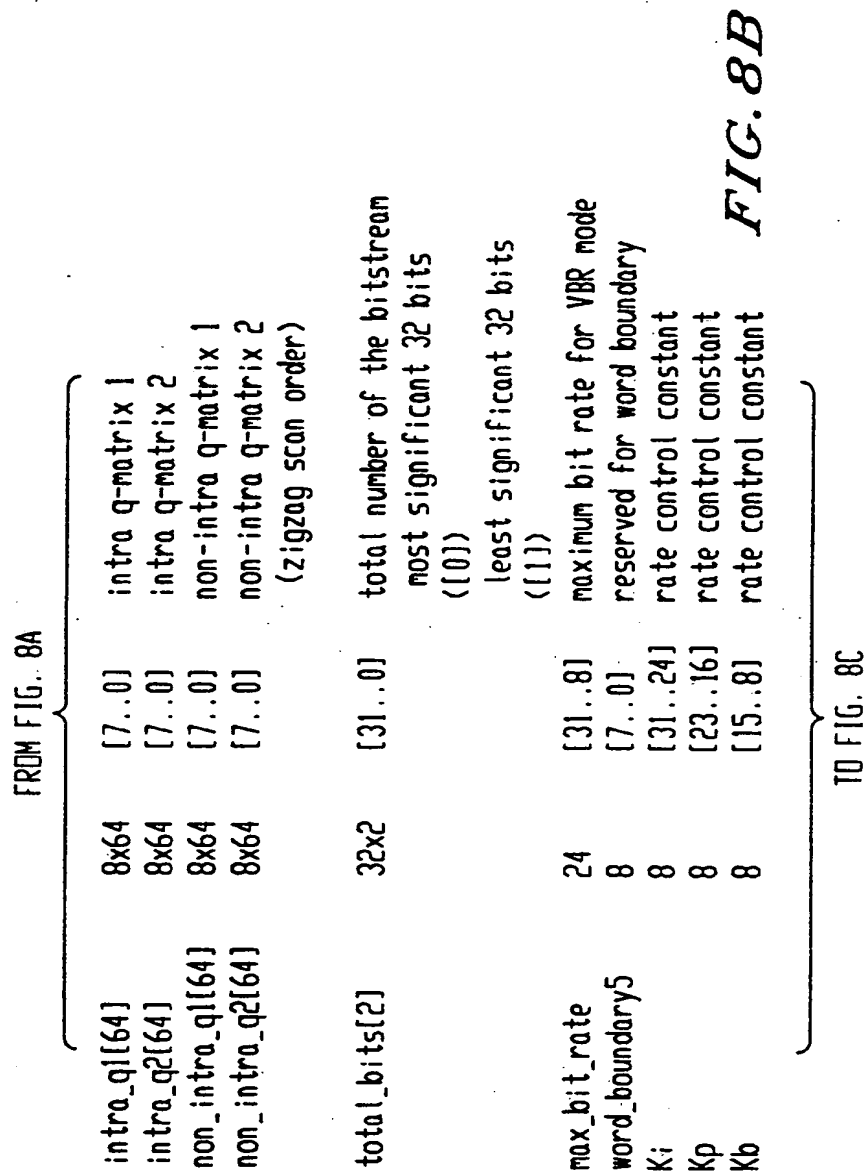 FROM FIG. 8A
intra_q1[64] 8x64 [7..0] intra q-matrix 1
intra_q2[64] 8x64 [7..0] intra q-matrix 2
non_intra_q1[64] 8x64 [7..0] non-intra q-matrix 1
non_intra_q2[64] 8x64 [7..0] non-intra q-matrix 2
(zigzag scan order)
total_bits[2] 32x2 [31..0] total number of the bitstream
most significant 32 bits
([0])
least significant 32 bits
([1])
max_bit_rate 24 [31..8] maximum bit rate for VBR mode
word_boundary5 8 [7..0] reserved for word boundary
Ki 8 [31..24] rate control constant
Kp 8 [23..16] rate control constant
Kb 8 [15..8] rate control constant
TO FIG. 8C
FIG. 8B